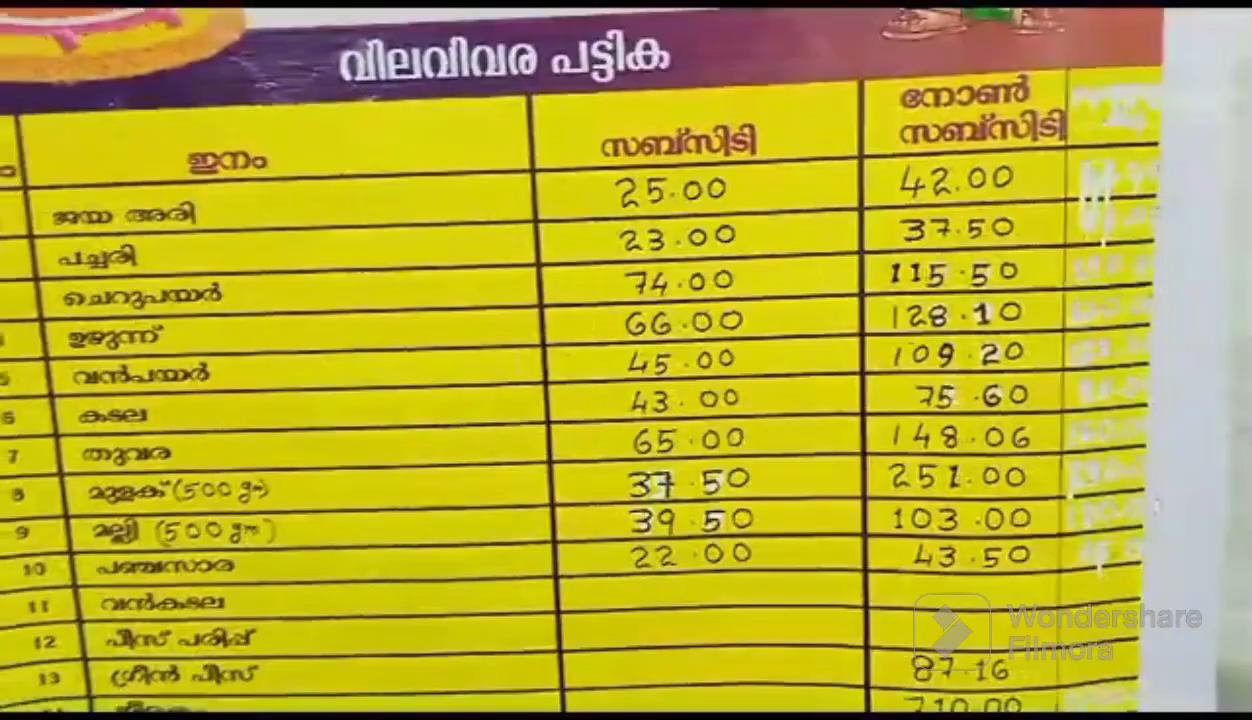 വിലവിവര പട്ടിക
ഇനം സബ്സിടി നോൺ സബ്സിടി
ജയ അരി 25.00 42.00
പച്ചരി 23.00 37.50
ചെറുപയർ 74.00 115.50
ഉഴുന്ന് 66.00 128.10
5 വൻപയർ 45.00 109.20
6 കടല 43.00 75.60
7 തുവര 65.00 148.06
8 മുളക് (500 gm) 37.50 251.00
9 മല്ലി (500 gm) 39.50 103.00
10 പഞ്ചസാര 22.00 43.50
11 വൻകടല
12 പീസ് പരിപ്പ്
13 ഗ്രീൻ പീസ് 87.16
710.00
Wondershare
Filmora